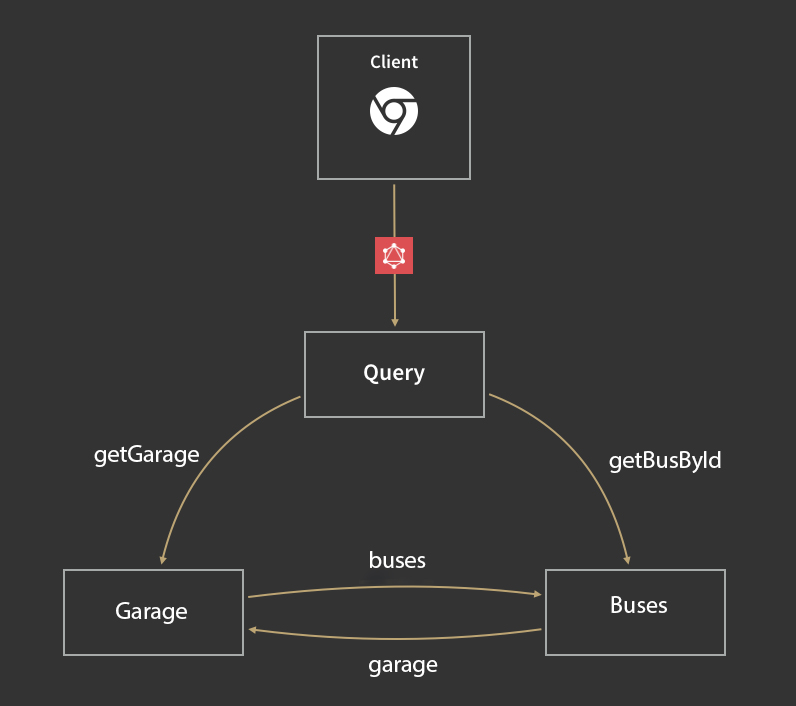 Client
Query
getGarage
getBusById
buses
Garage
Buses
garage